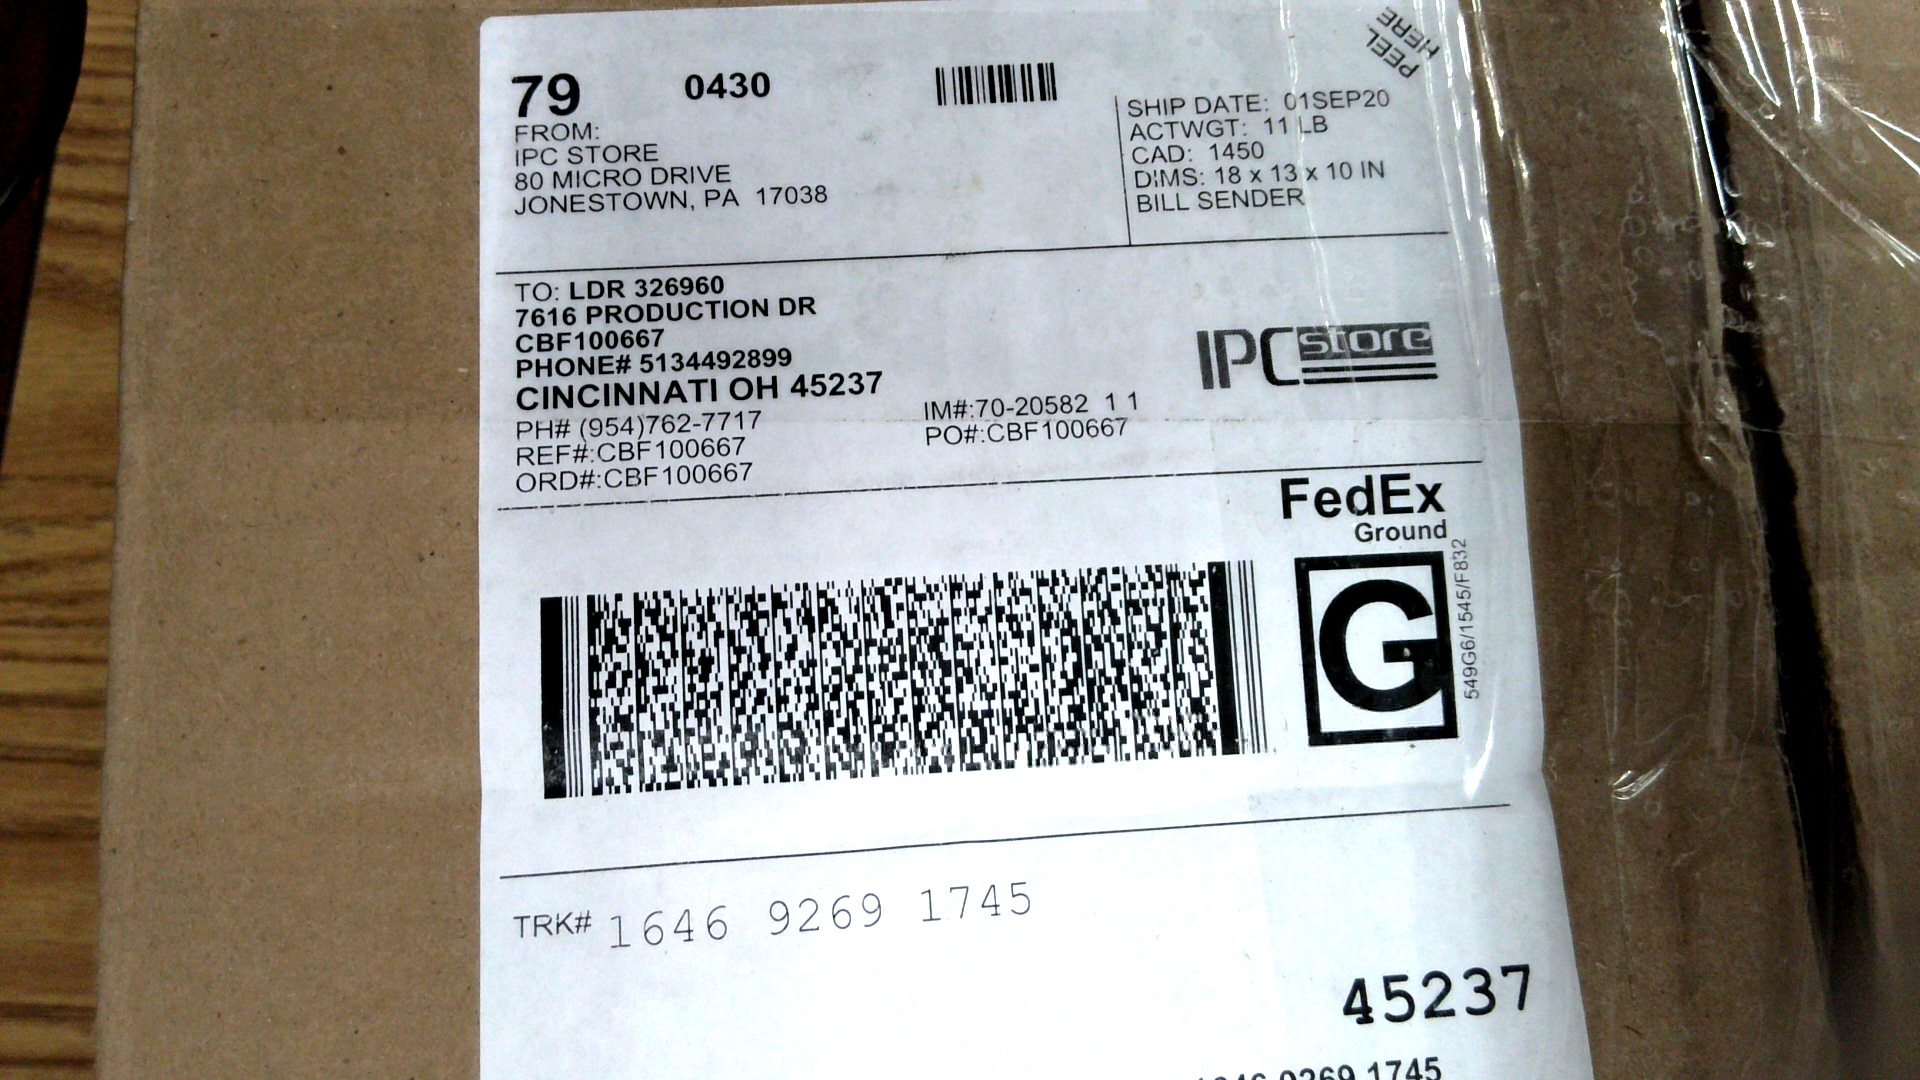 PEEL
HERE
79 0430
FROM:
IPC STORE
80 MICRO DRIVE
JONESTOWN, PA 17038
SHIP DATE: 01SEP20
ACTWGT: 11 LB
CAD: 1450
DIMS: 18 x 13 x 10 IN
BILL SENDER
TO: LDR 326960
7616 PRODUCTION DR
CBF100667
PHONE# 5134492899
CINCINNATI OH 45237
PH# (954)762-7717
REF#:CBF100667
ORD#:CBF100667
IM#:70-20582 1 1
PO#:CBF100667
IPC store
FedEx
Ground
G
549G6/1545/F832
TRK# 1646 9269 1745
45237
1646 9269 1745